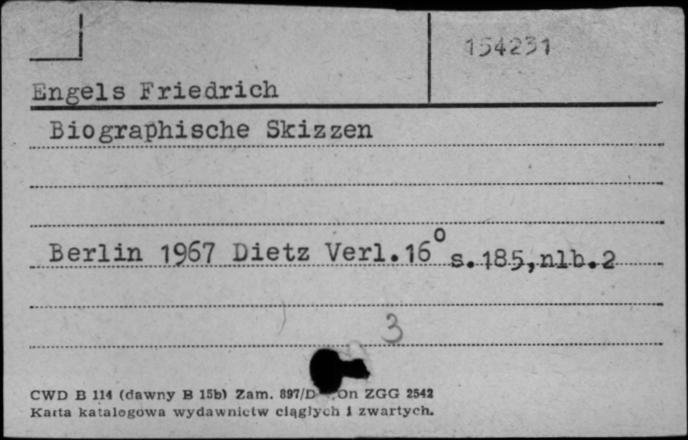 154231
Engels Friedrich
Biographische Skizzen
Berlin 1967 Dietz Verl.16° s.185,nlb.2
3
CWD B 114 (dawny B 15b) Zam. 897/D On ZGG 2542
Karta katalogowa wydawnictw ciągłych i zwartych.